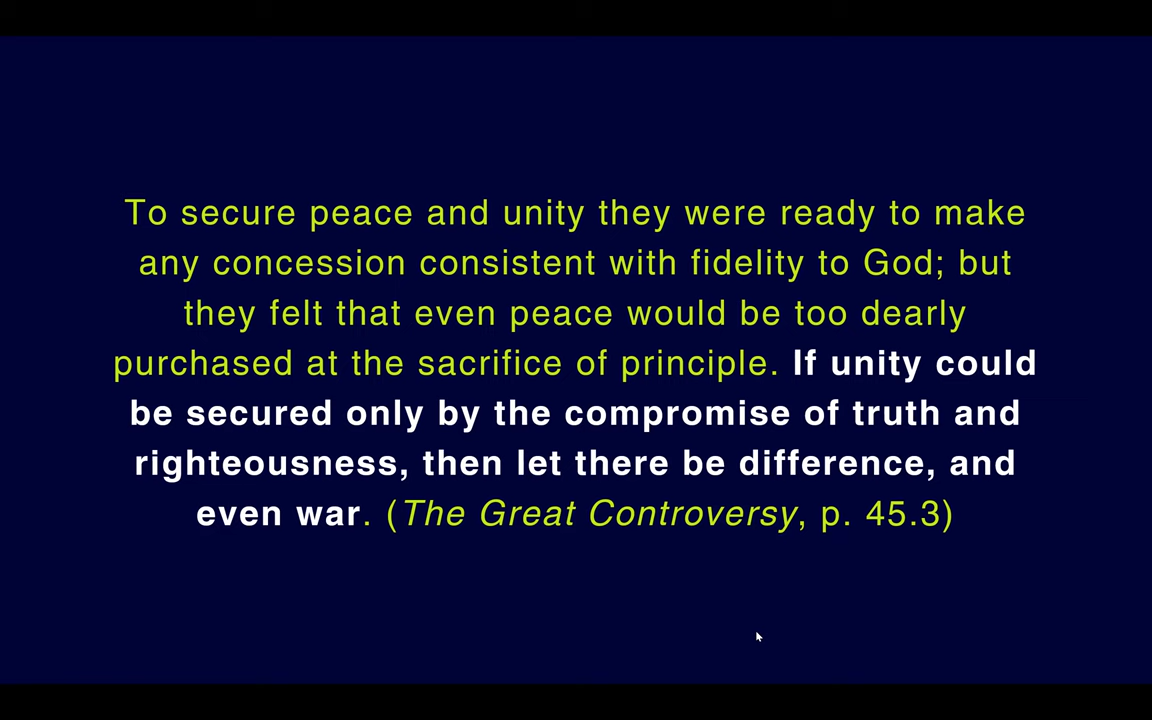 To secure peace and unity they were ready to make
any concession consistent with fidelity to God; but
they felt that even peace would be too dearly
purchased at the sacrifice of principle. If unity could
be secured only by the compromise of truth and
righteousness, then let there be difference, and
even war. (The Great Controversy, p. 45.3)